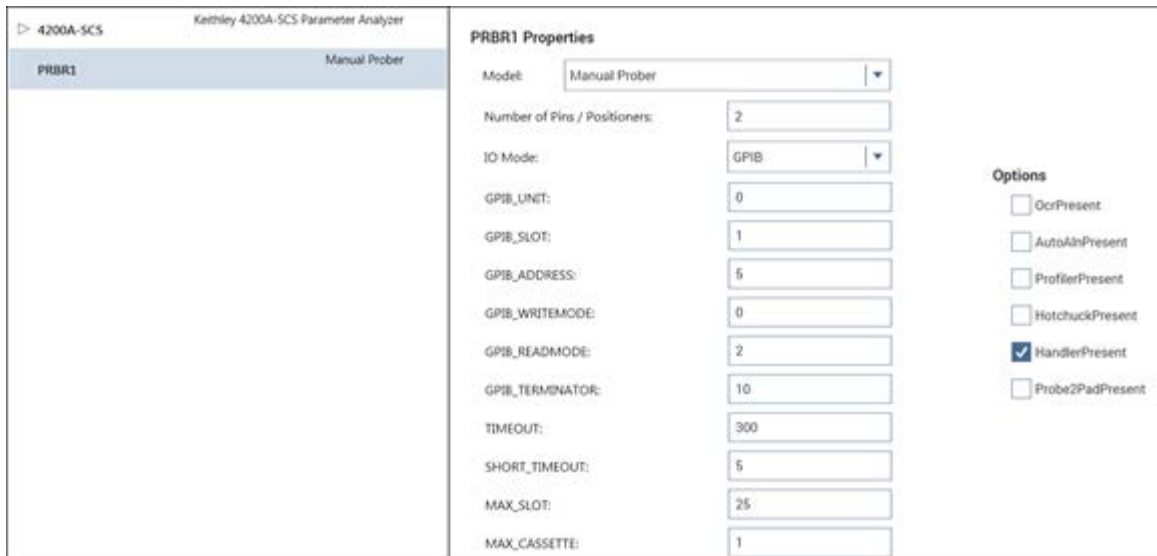 4200A-SCS Keithley 4200A-SCS Parameter Analyzer
PRBR1 Manual Prober
PRBR1 Properties
Model: Manual Prober
Number of Pins / Positioners: 2
IO Mode: GPIB
GPIB_UNIT: 0
GPIB_SLOT: 1
GPIB_ADDRESS: 5
GPIB_WRITEMODE: 0
GPIB_READMODE: 2
GPIB_TERMINATOR: 10
TIMEOUT: 300
SHORT_TIMEOUT: 5
MAX_SLOT: 25
MAX_CASSETTE: 1
Options
OcrPresent
AutoAlnPresent
ProfilerPresent
HotchuckPresent
HandlerPresent
Probe2PadPresent